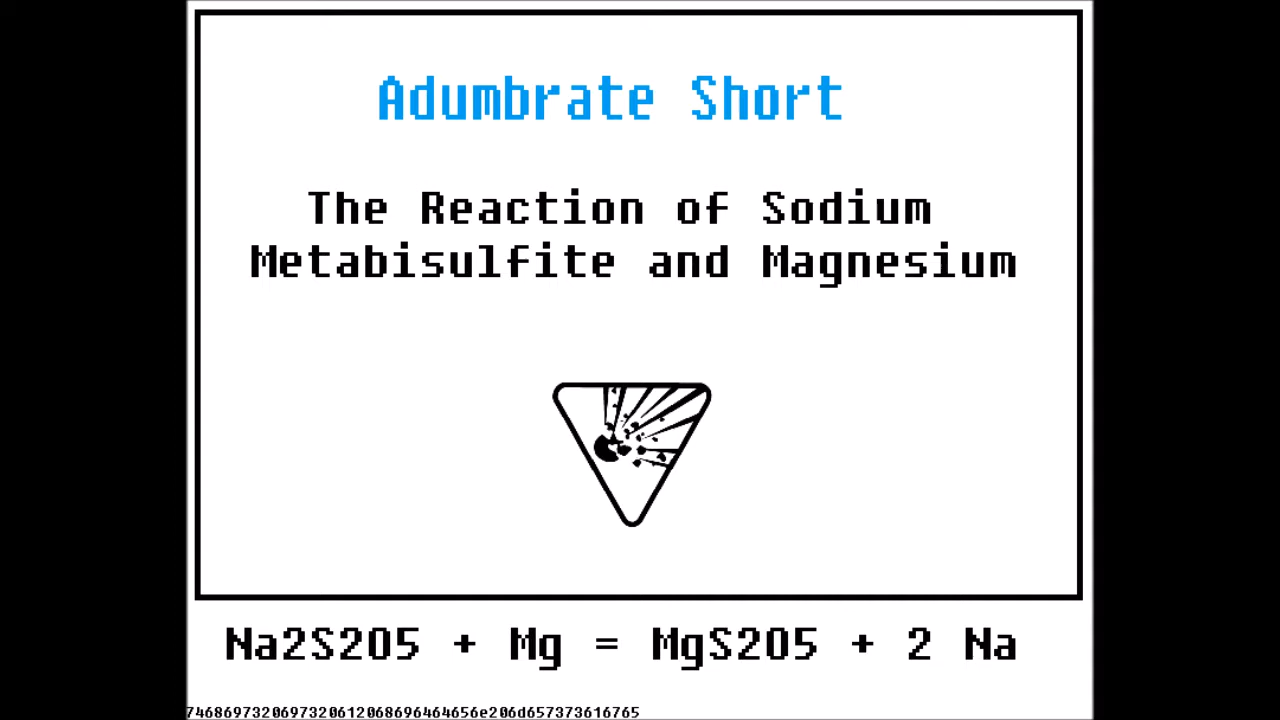 Adumbrate Short
The Reaction of Sodium
Metabisulfite and Magnesium
Na2S2O5 + Mg = MgS2O5 + 2 Na
7468697320697320612068696464656e206d657373616765